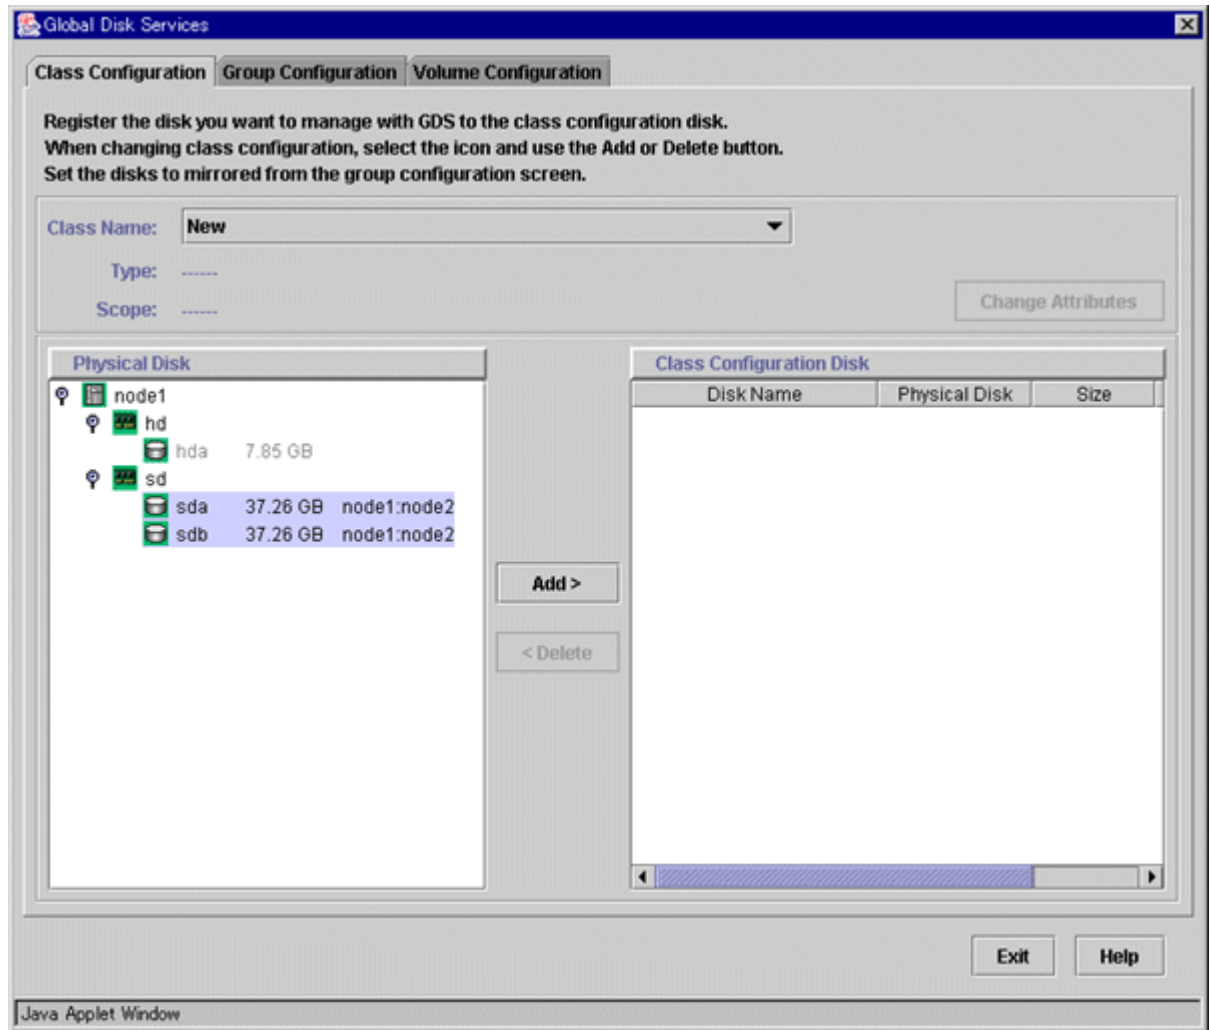 Global Disk Services
Class Configuration Group Configuration Volume Configuration
Register the disk you want to manage with GDS to the class configuration disk.
When changing class configuration, select the icon and use the Add or Delete button.
Set the disks to mirrored from the group configuration screen.
Class Name: New
Type: ------
Scope: ------
Change Attributes
Physical Disk
Class Configuration Disk
Disk Name Physical Disk Size
node1
hd
hda 7.85 GB
sd
sda 37.26 GB node1:node2
sdb 37.26 GB node1:node2
Add >
< Delete
Exit Help
Java Applet Window